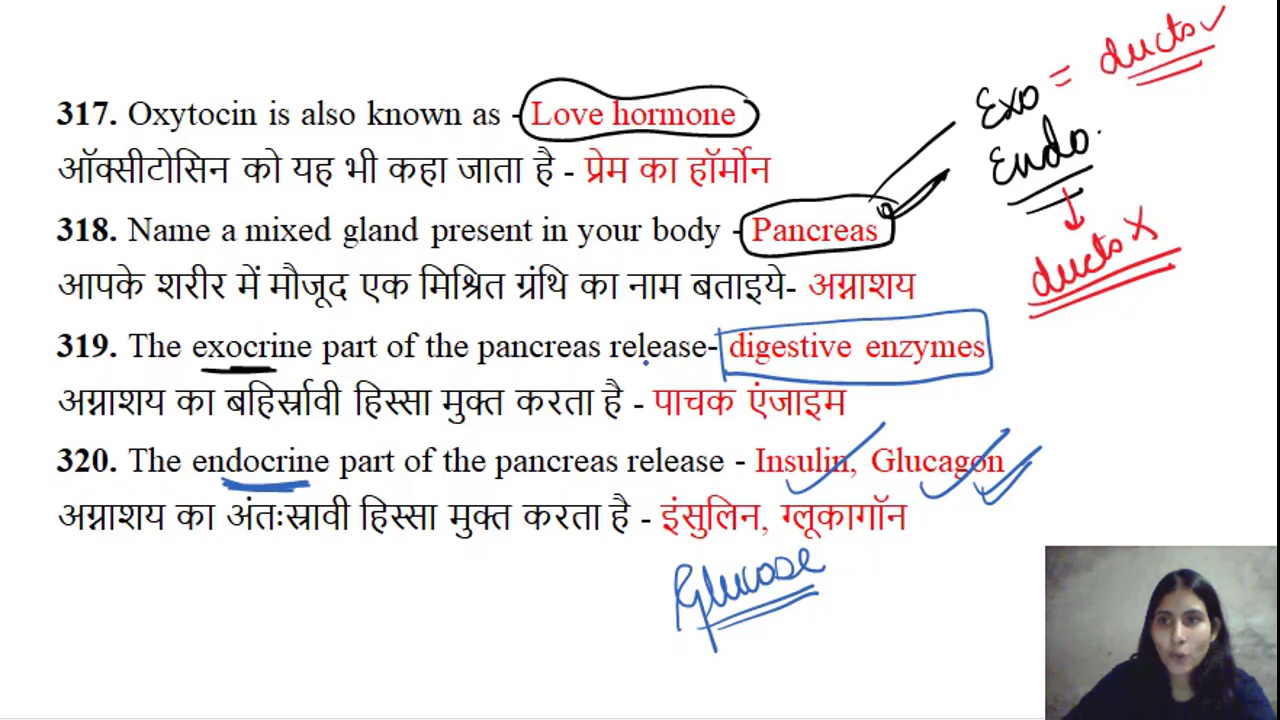 317. Oxytocin is also known as - Love hormone
ऑक्सीटोसिन को यह भी कहा जाता है - प्रेम का हॉर्मोन
318. Name a mixed gland present in your body - Pancreas
आपके शरीर में मौजूद एक मिश्रित ग्रंथि का नाम बताइये- अग्नाशय
319. The exocrine part of the pancreas release- digestive enzymes
अग्नाशय का बहिर्स्रावी हिस्सा मुक्त करता है - पाचक एंजाइम
320. The endocrine part of the pancreas release - Insulin, Glucagon
अग्नाशय का अंतःस्रावी हिस्सा मुक्त करता है - इंसुलिन, ग्लूकागॉन
Exo = ducts ✓
Endo.
↓
ducts X
Glucose